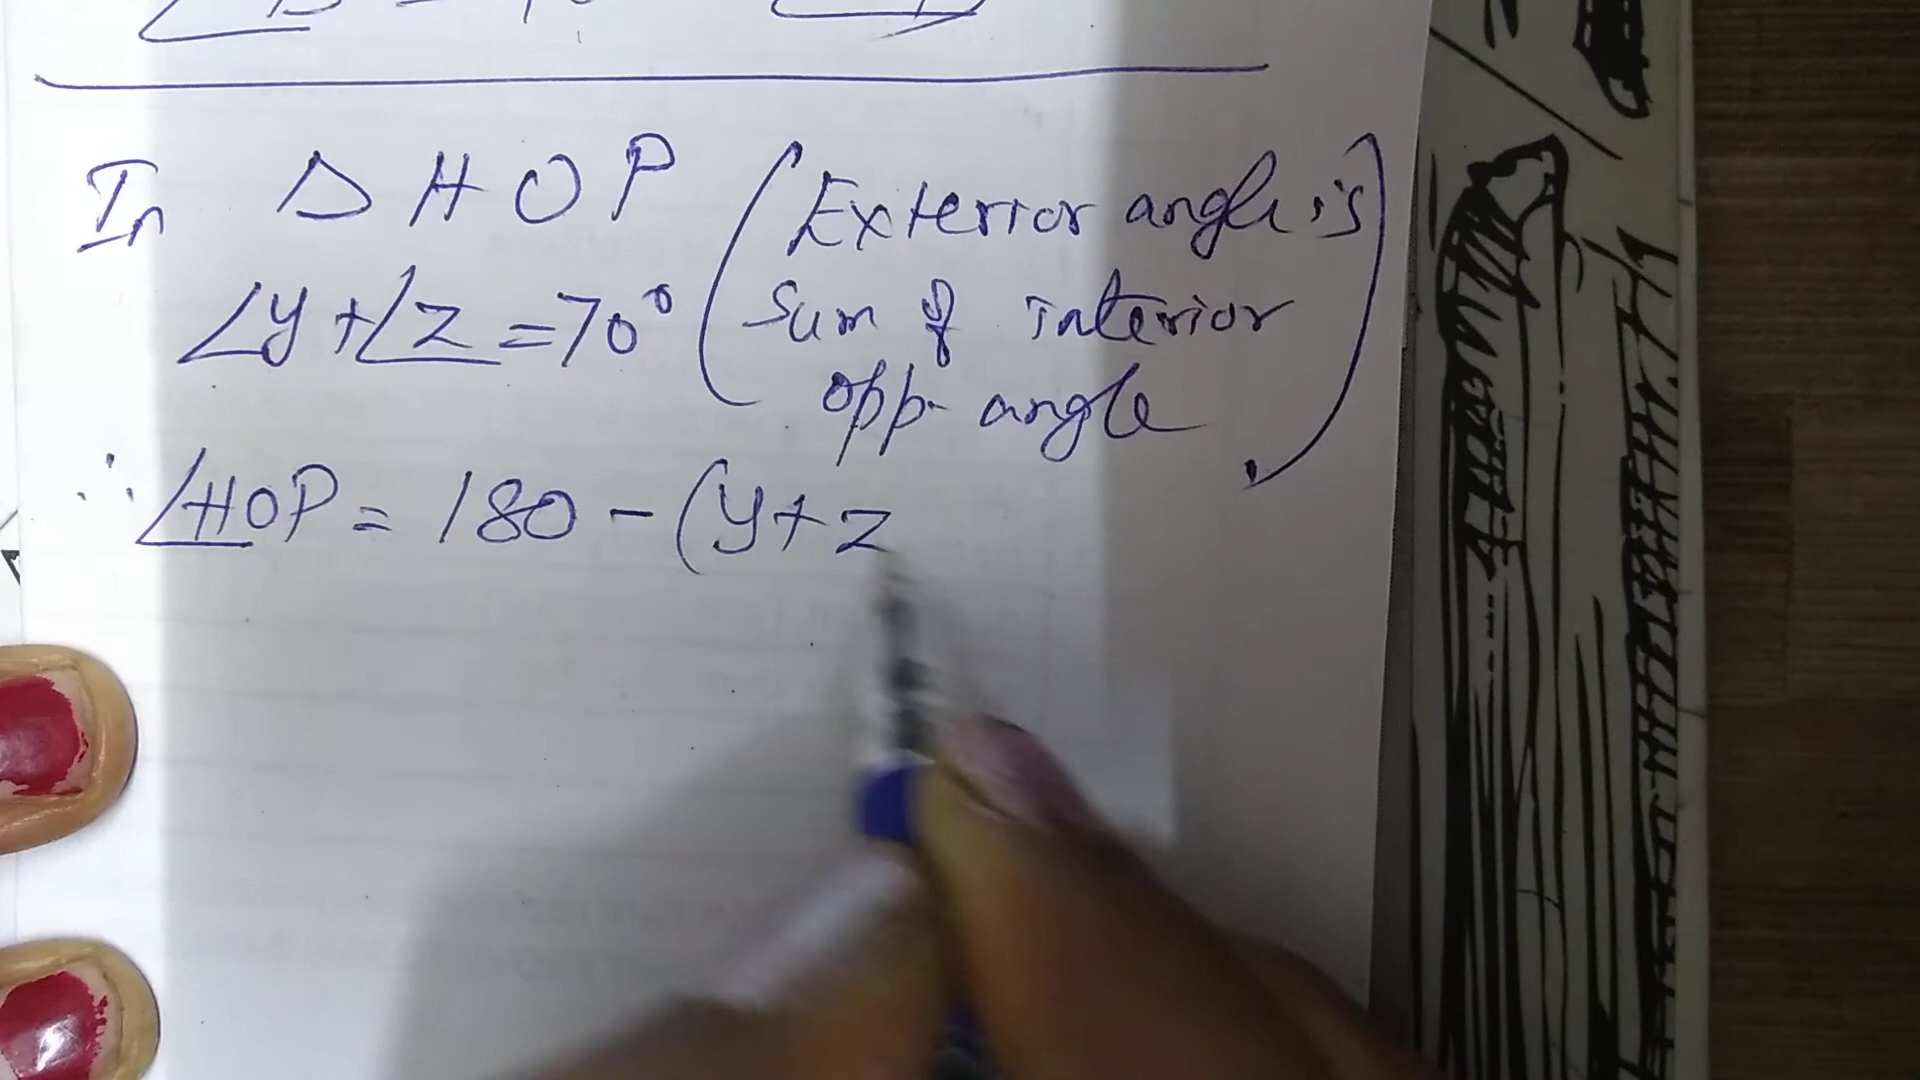 In Δ HOP (Exterior angle is
∠y+∠z=70° Sum of interior
opp. angle)
∴ ∠HOP = 180 - (y+z